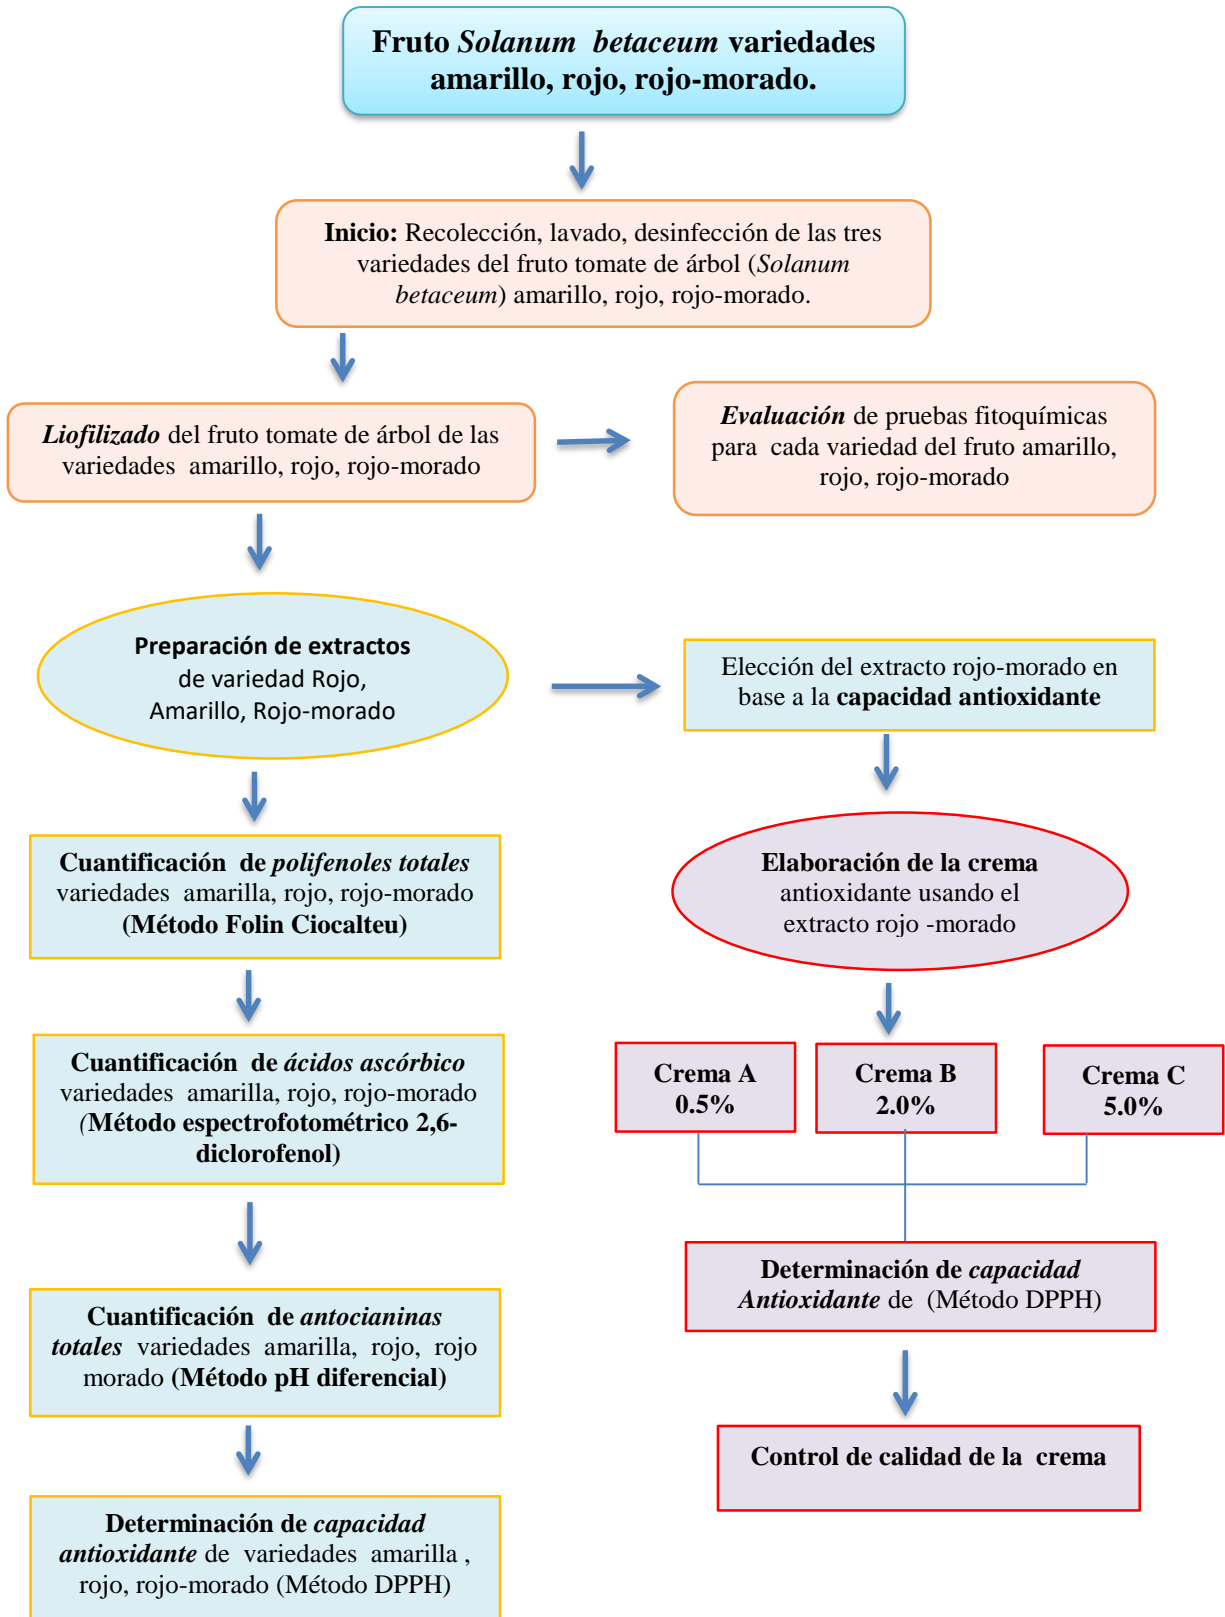 Fruto Solanum betaceum variedades
amarillo, rojo, rojo-morado.
Inicio: Recolección, lavado, desinfección de las tres
variedades del fruto tomate de árbol (Solanum
betaceum) amarillo, rojo, rojo-morado.
Liofilizado del fruto tomate de árbol de las
variedades amarillo, rojo, rojo-morado
Evaluación de pruebas fitoquímicas
para cada variedad del fruto amarillo,
rojo, rojo-morado
Preparación de extractos
de variedad Rojo,
Amarillo, Rojo-morado
Elección del extracto rojo-morado en
base a la capacidad antioxidante
Cuantificación de polifenoles totales
variedades amarilla, rojo, rojo-morado
(Método Folin Ciocalteu)
Cuantificación de ácidos ascórbico
variedades amarilla, rojo, rojo-morado
(Método espectrofotométrico 2,6-
diclorofenol)
Cuantificación de antocianinas
totales variedades amarilla, rojo, rojo
morado (Método pH diferencial)
Determinación de capacidad
antioxidante de variedades amarilla ,
rojo, rojo-morado (Método DPPH)
Elaboración de la crema
antioxidante usando el
extracto rojo -morado
Crema A
0.5%
Crema B
2.0%
Crema C
5.0%
Determinación de capacidad
Antioxidante de (Método DPPH)
Control de calidad de la crema